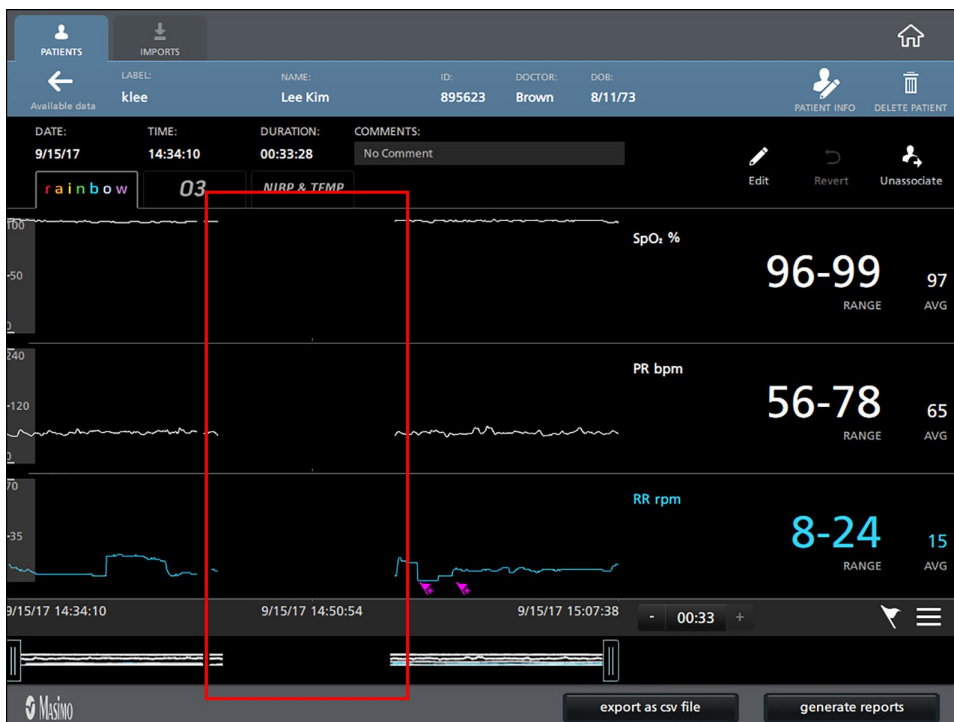 PATIENTS
IMPORTS
Available data
LABEL:
klee
NAME:
Lee Kim
ID:
895623
DOCTOR:
Brown
DOB:
8/11/73
PATIENT INFO
DELETE PATIENT
DATE:
9/15/17
TIME:
14:34:10
DURATION:
00:33:28
COMMENTS:
No Comment
Edit
Revert
Unassociate
rainbow
O3
NIBP & TEMP
100
-50
0
SpO₂ %
96-99
RANGE
97
AVG
240
-120
0
PR bpm
56-78
RANGE
65
AVG
70
-35
RR rpm
8-24
RANGE
15
AVG
9/15/17 14:34:10
9/15/17 14:50:54
9/15/17 15:07:38
- 00:33 +
Masimo
export as csv file
generate reports